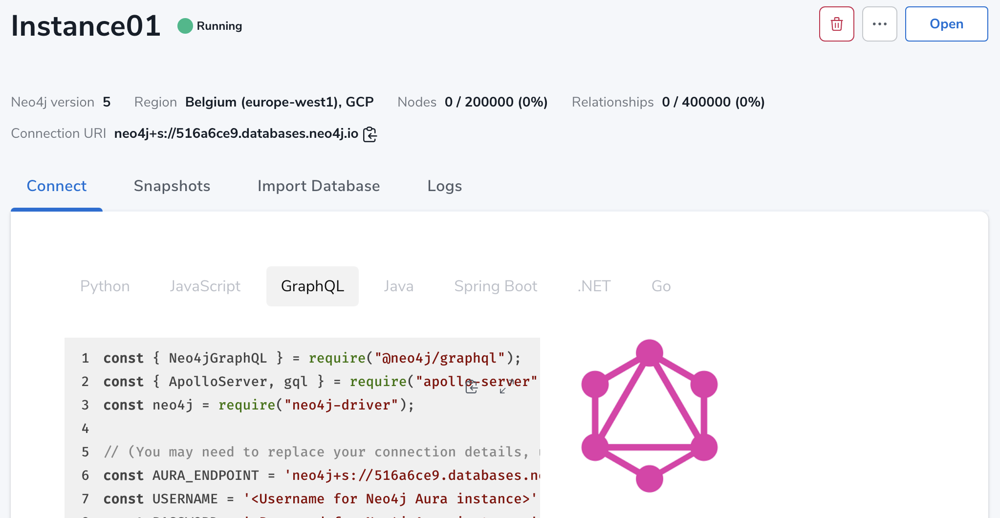 Instance01 Running Open
Neo4j version 5 Region Belgium (europe-west1), GCP Nodes 0 / 200000 (0%) Relationships 0 / 400000 (0%)
Connection URI neo4j+s://516a6ce9.databases.neo4j.io
Connect Snapshots Import Database Logs
Python JavaScript GraphQL Java Spring Boot .NET Go
1 const { Neo4jGraphQL } = require("@neo4j/graphql");
2 const { ApolloServer, gql } = require("apollo-server"
3 const neo4j = require("neo4j-driver");
4
5 // (You may need to replace your connection details,
6 const AURA_ENDPOINT = 'neo4j+s://516a6ce9.databases.ne
7 const USERNAME = '<Username for Neo4j Aura instance>'